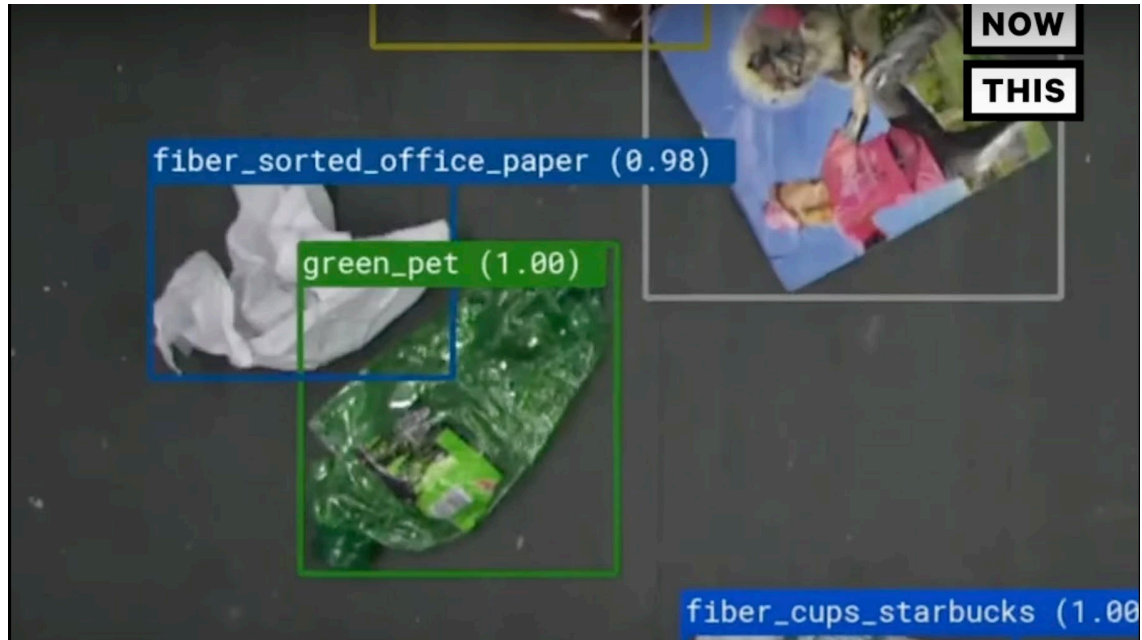 NOW
THIS
fiber_sorted_office_paper (0.98)
green_pet (1.00)
fiber_cups_starbucks (1.00